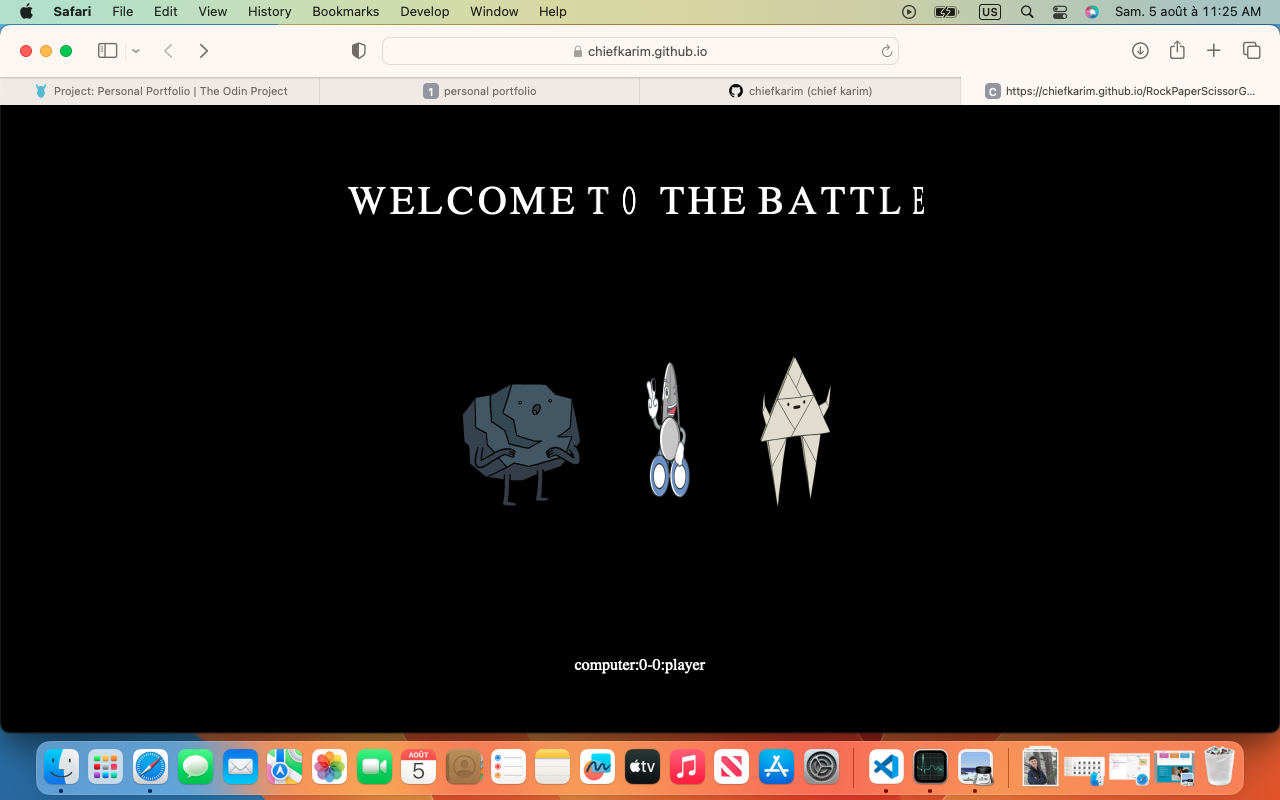 Safari File Edit View History Bookmarks Develop Window Help US Sam. 5 août à 11:25 AM
chiefkarim.github.io
Project: Personal Portfolio | The Odin Project
1 personal portfolio
chiefkarim (chief karim)
C https://chiefkarim.github.io/RockPaperScissorG...
WELCOME T O THE BATTL E
computer:0-0:player
AOÛT
5
tv